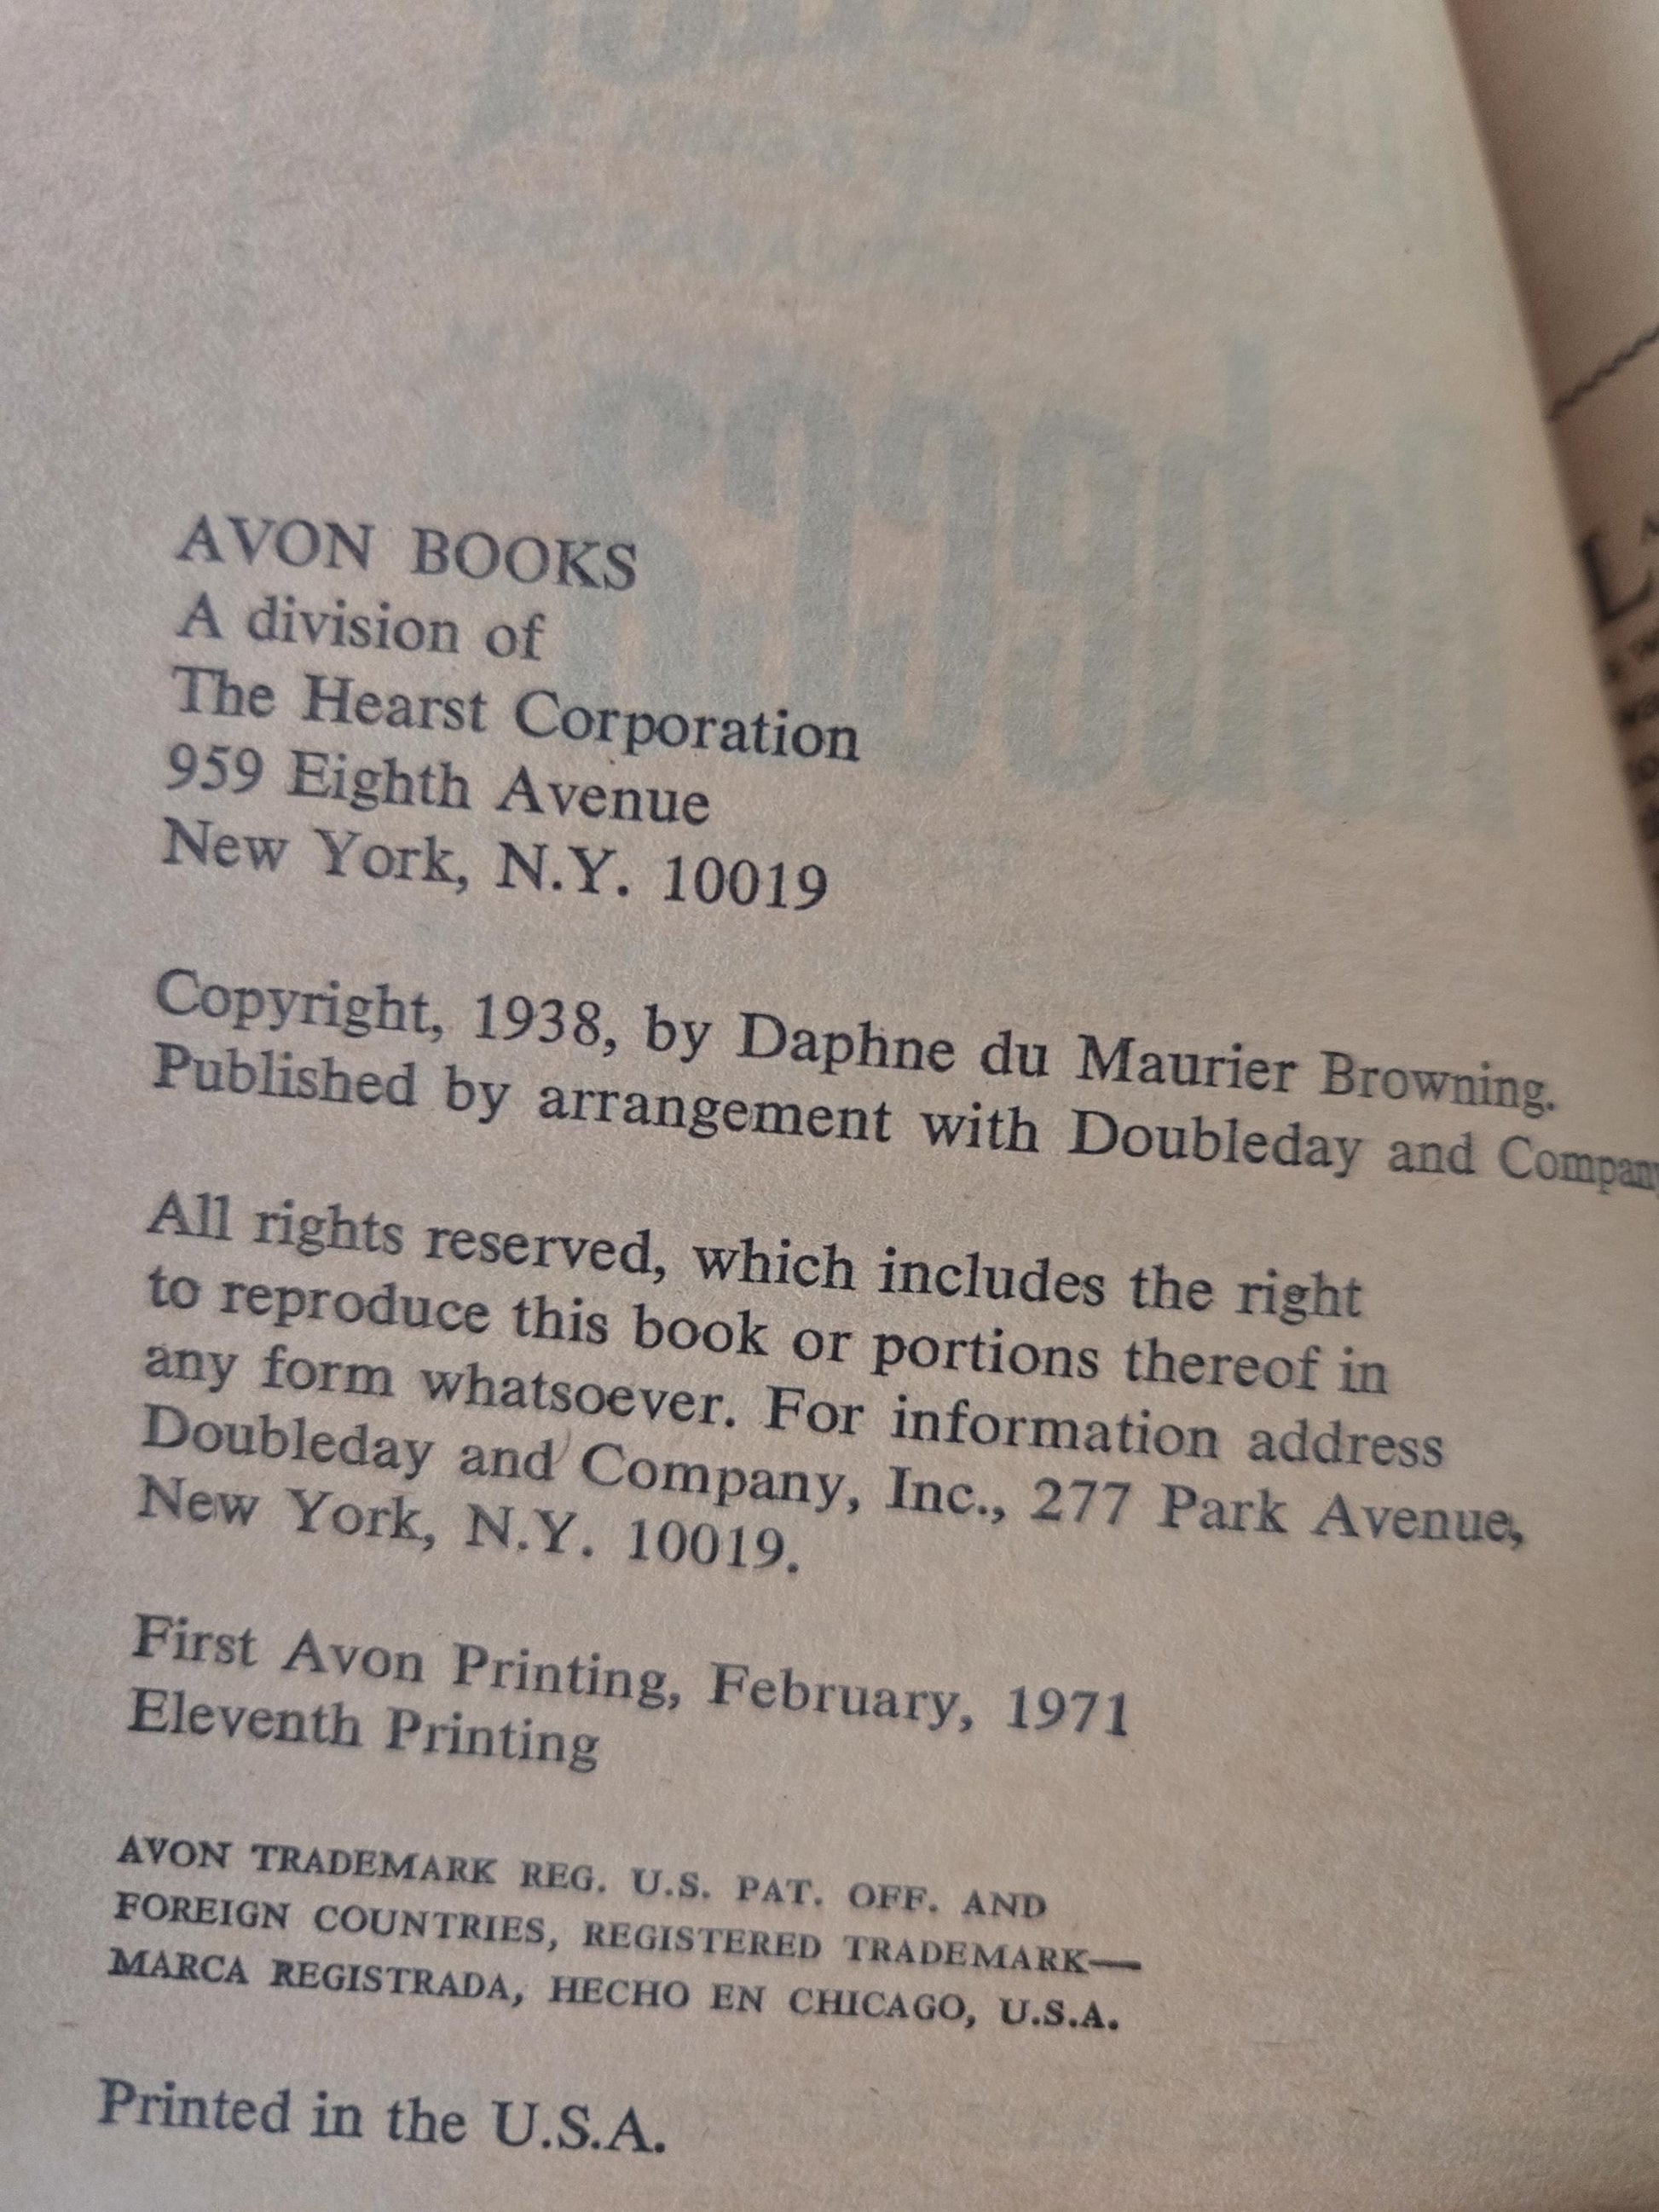 AVON BOOKS
A division of
The Hearst Corporation
959 Eighth Avenue
New York, N.Y. 10019
Copyright, 1938, by Daphne du Maurier Browning.
Published by arrangement with Doubleday and Company
All rights reserved, which includes the right
to reproduce this book or portions thereof in
any form whatsoever. For information address
Doubleday and Company, Inc., 277 Park Avenue,
New York, N.Y. 10019.
First Avon Printing, February, 1971
Eleventh Printing
AVON TRADEMARK REG. U.S. PAT. OFF. AND
FOREIGN COUNTRIES, REGISTERED TRADEMARK—
MARCA REGISTRADA, HECHO EN CHICAGO, U.S.A.
Printed in the U.S.A.